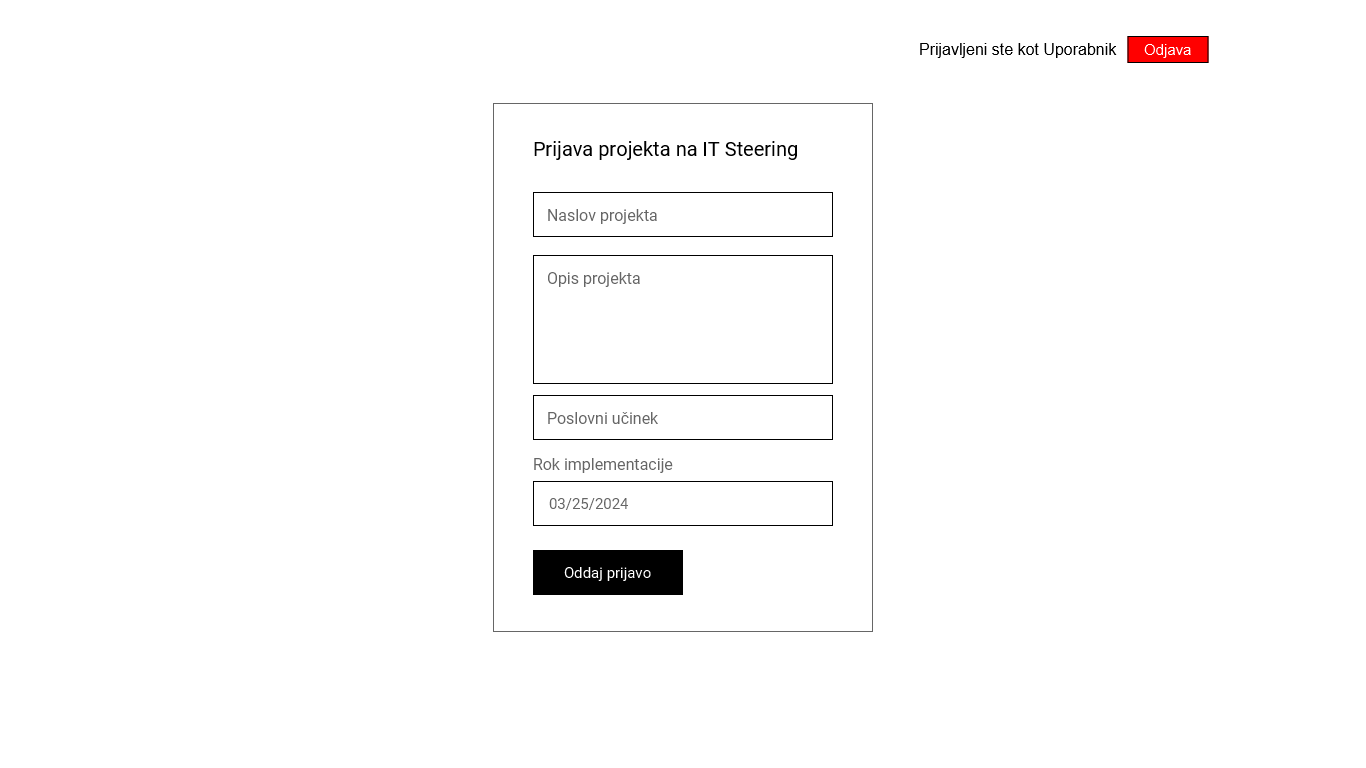 Prijavljeni ste kot Uporabnik Odjava
Prijava projekta na IT Steering
Naslov projekta
Opis projekta
Poslovni učinek
Rok implementacije
03/25/2024
Oddaj prijavo